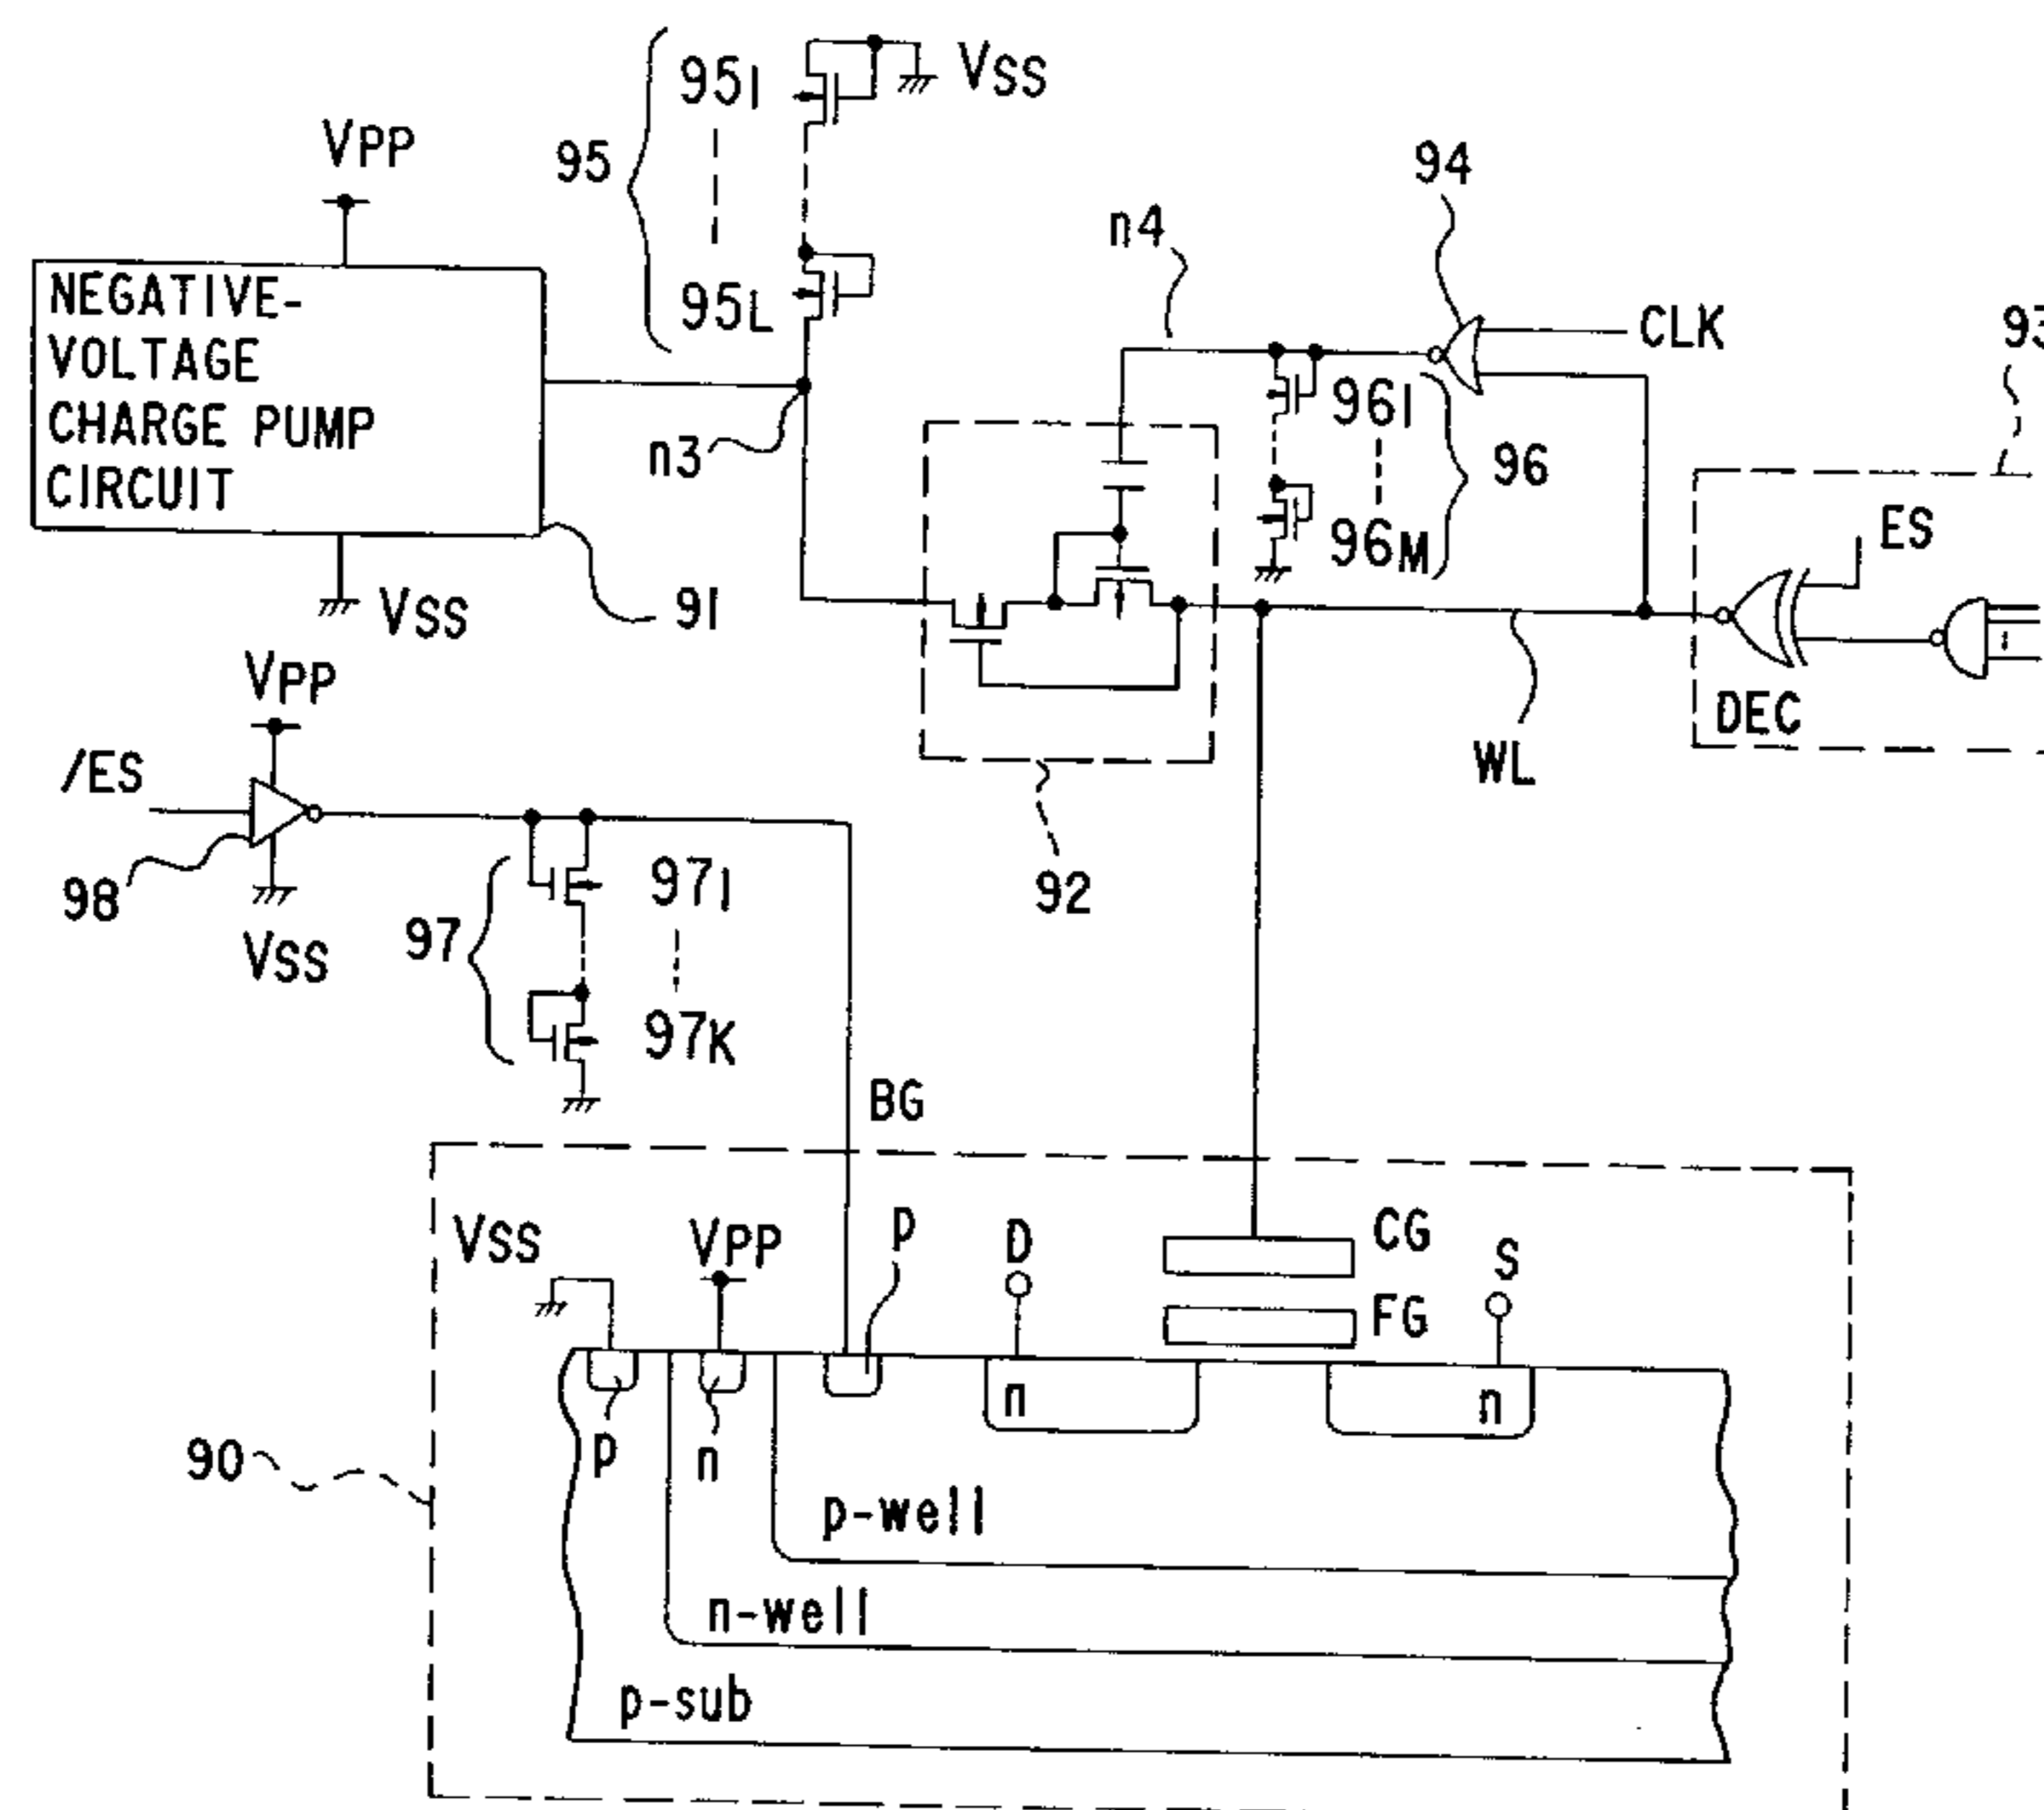 VPP
NEGATIVE-
VOLTAGE
CHARGE PUMP
CIRCUIT
VSS
91
95
951
95L
VSS
n3
n4
94
CLK
961
96M
96
93
ES
DEC
WL
92
/ES
VPP
98
VSS
97
971
97K
BG
90
VSS
VPP
p
D
CG
FG
S
p
n
n
n
p-well
n-well
p-sub